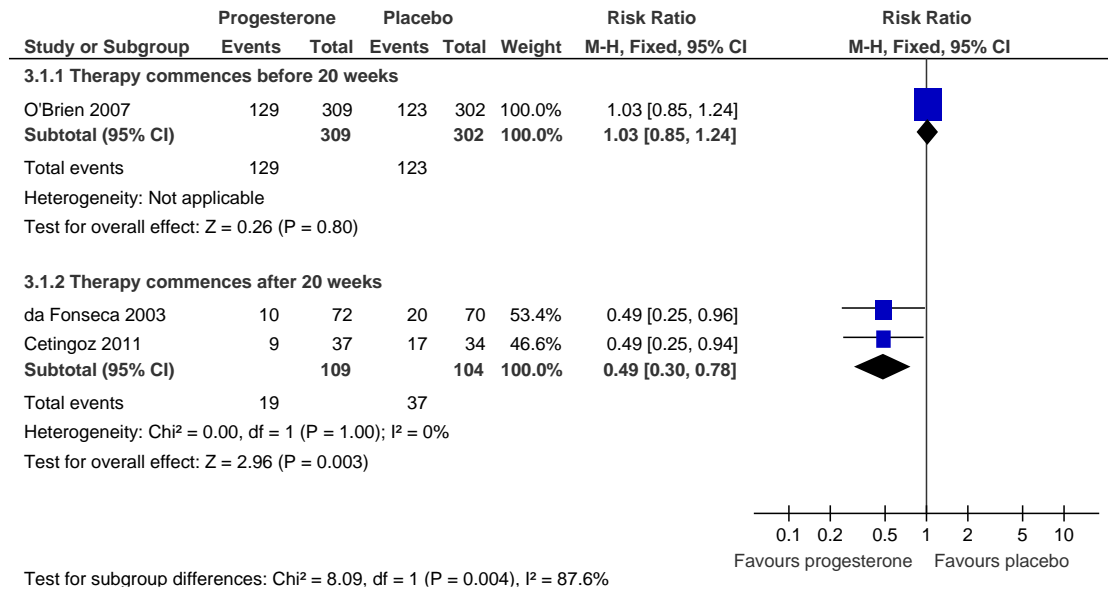 Progesterone Placebo Risk Ratio Risk Ratio
Study or Subgroup Events Total Events Total Weight M-H, Fixed, 95% CI M-H, Fixed, 95% CI
3.1.1 Therapy commences before 20 weeks
O'Brien 2007 129 309 123 302 100.0% 1.03 [0.85, 1.24]
Subtotal (95% CI) 309 302 100.0% 1.03 [0.85, 1.24]
Total events 129 123
Heterogeneity: Not applicable
Test for overall effect: Z = 0.26 (P = 0.80)
3.1.2 Therapy commences after 20 weeks
da Fonseca 2003 10 72 20 70 53.4% 0.49 [0.25, 0.96]
Cetingoz 2011 9 37 17 34 46.6% 0.49 [0.25, 0.94]
Subtotal (95% CI) 109 104 100.0% 0.49 [0.30, 0.78]
Total events 19 37
Heterogeneity: Chi² = 0.00, df = 1 (P = 1.00); I² = 0%
Test for overall effect: Z = 2.96 (P = 0.003)
0.1 0.2 0.5 1 2 5 10
Favours progesterone Favours placebo
Test for subgroup differences: Chi² = 8.09, df = 1 (P = 0.004), I² = 87.6%